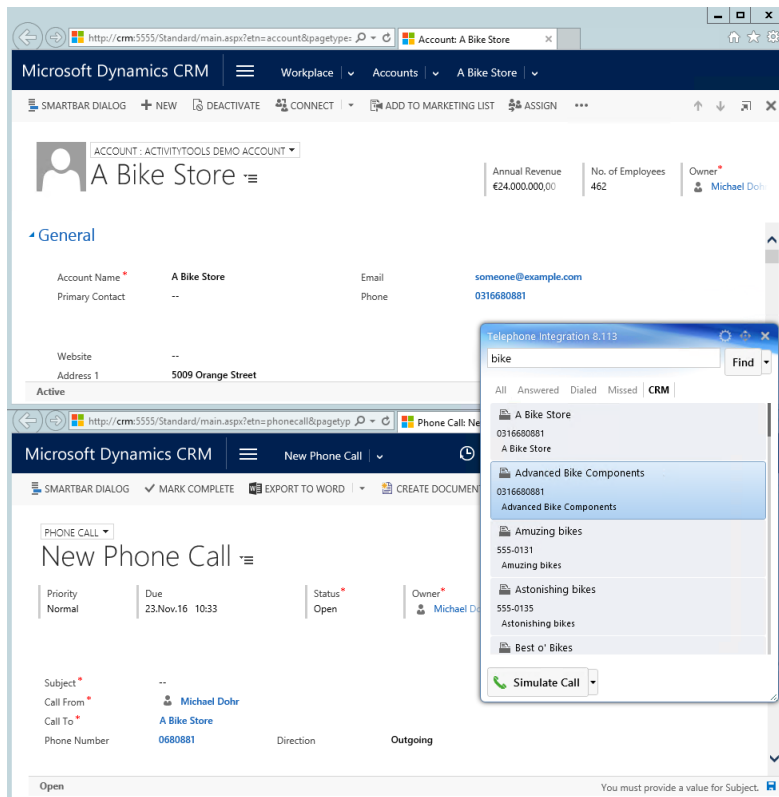 http://crm:5555/Standard/main.aspx?etn=account&pagetype=
Account: A Bike Store
Microsoft Dynamics CRM
Workplace
Accounts
A Bike Store
SMARTBAR DIALOG
NEW
DEACTIVATE
CONNECT
ADD TO MARKETING LIST
ASSIGN
ACCOUNT : ACTIVITYTOOLS DEMO ACCOUNT
A Bike Store
Annual Revenue
€24.000.000,00
No. of Employees
462
Owner*
Michael Doh
General
Account Name*
A Bike Store
Email
someone@example.com
Primary Contact
--
Phone
0316680881
Website
--
Address 1
5009 Orange Street
Active
Telephone Integration 8.113
bike
Find
All
Answered
Dialed
Missed
CRM
A Bike Store
0316680881
A Bike Store
Advanced Bike Components
0316680881
Advanced Bike Components
Amuzing bikes
555-0131
Amuzing bikes
Astonishing bikes
555-0135
Astonishing bikes
Best o' Bikes
Simulate Call
http://crm:5555/Standard/main.aspx?etn=phonecall&pagetyp
Phone Call: Ne
Microsoft Dynamics CRM
New Phone Call
SMARTBAR DIALOG
MARK COMPLETE
EXPORT TO WORD
CREATE DOCUMEN
PHONE CALL
New Phone Call
Priority
Normal
Due
23.Nov.16 10:33
Status*
Open
Owner*
Michael Do
Subject*
--
Call From*
Michael Dohr
Call To*
A Bike Store
Phone Number
0680881
Direction
Outgoing
Open
You must provide a value for Subject.